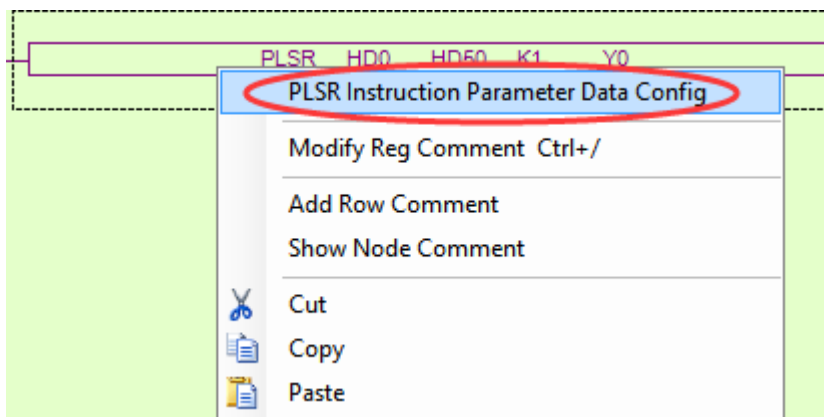 PLSR HD0 HD50 K1 Y0
PLSR Instruction Parameter Data Config
Modify Reg Comment Ctrl+/
Add Row Comment
Show Node Comment
Cut
Copy
Paste